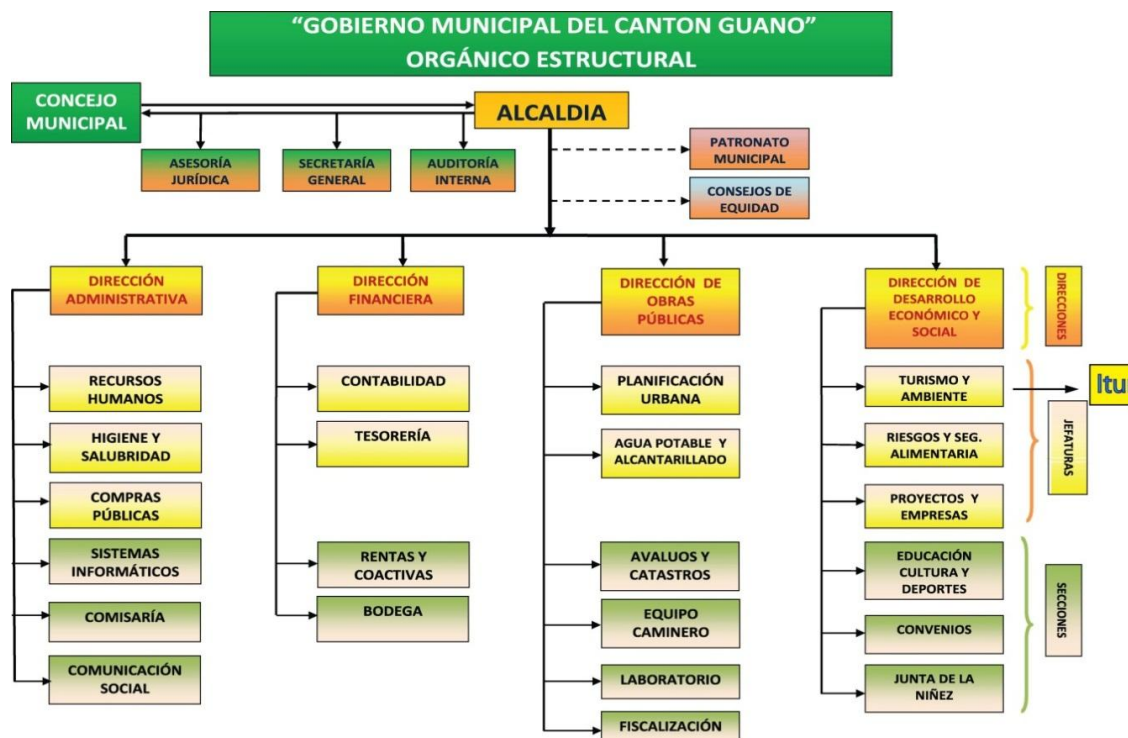 “GOBIERNO MUNICIPAL DEL CANTON GUANO”
ORGÁNICO ESTRUCTURAL
CONCEJO
MUNICIPAL
ALCALDIA
ASESORÍA
JURÍDICA
SECRETARÍA
GENERAL
AUDITORÍA
INTERNA
PATRONATO
MUNICIPAL
CONSEJOS DE
EQUIDAD
DIRECCIÓN
ADMINISTRATIVA
RECURSOS
HUMANOS
HIGIENE Y
SALUBRIDAD
COMPRAS
PÚBLICAS
SISTEMAS
INFORMÁTICOS
COMISARÍA
COMUNICACIÓN
SOCIAL
DIRECCIÓN
FINANCIERA
CONTABILIDAD
TESORERÍA
RENTAS Y
COACTIVAS
BODEGA
DIRECCIÓN DE
OBRAS
PÚBLICAS
PLANIFICACIÓN
URBANA
AGUA POTABLE Y
ALCANTARILLADO
AVALUOS Y
CATASTROS
EQUIPO
CAMINERO
LABORATORIO
FISCALIZACIÓN
DIRECCIÓN DE
DESARROLLO
ECONÓMICO Y
SOCIAL
TURISMO Y
AMBIENTE
RIESGOS Y SEG.
ALIMENTARIA
PROYECTOS Y
EMPRESAS
EDUCACIÓN
CULTURA Y
DEPORTES
CONVENIOS
JUNTA DE LA
NIÑEZ
DIRECCIONES
JEFATURAS
SECCIONES